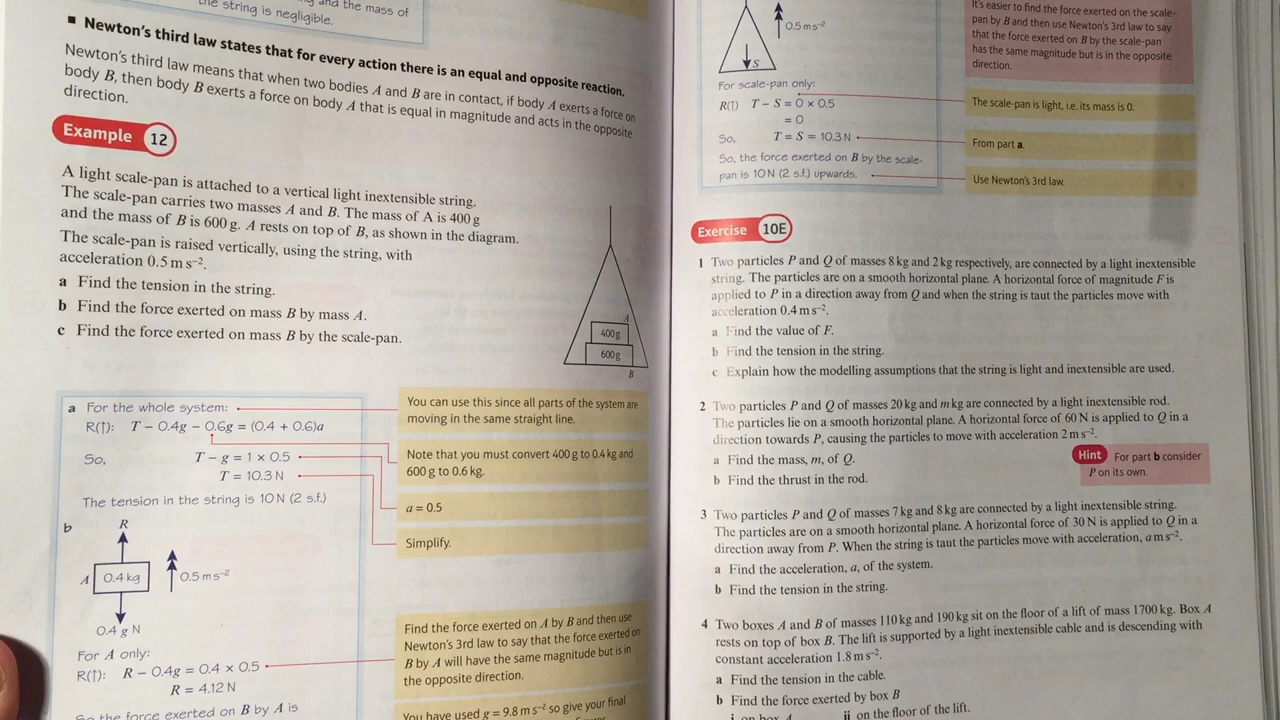 and the mass of
the string is negligible.
▪ Newton's third law states that for every action there is an equal and opposite reaction.
Newton's third law means that when two bodies A and B are in contact, if body A exerts a force on
body B, then body B exerts a force on body A that is equal in magnitude and acts in the opposite
direction.
Example 12
A light scale-pan is attached to a vertical light inextensible string.
The scale-pan carries two masses A and B. The mass of A is 400 g
and the mass of B is 600 g. A rests on top of B, as shown in the diagram.
The scale-pan is raised vertically, using the string, with
acceleration 0.5 m s⁻².
a Find the tension in the string.
b Find the force exerted on mass B by mass A.
c Find the force exerted on mass B by the scale-pan.
A
400 g
600 g
B
a For the whole system:
R(↑): T − 0.4g − 0.6g = (0.4 + 0.6)a
So, T − g = 1 × 0.5
T = 10.3 N
The tension in the string is 10 N (2 s.f.)
You can use this since all parts of the system are
moving in the same straight line.
Note that you must convert 400 g to 0.4 kg and
600 g to 0.6 kg.
a = 0.5
Simplify.
b
R
A 0.4 kg 0.5 m s⁻²
0.4 g N
For A only:
R(↑): R − 0.4g = 0.4 × 0.5
R = 4.12 N
So the force exerted on B by A is
Find the force exerted on A by B and then use
Newton's 3rd law to say that the force exerted on
B by A will have the same magnitude but is in
the opposite direction.
You have used g = 9.8 m s⁻² so give your final
0.5 m s⁻²
S
For scale-pan only:
R(↑) T − S = 0 × 0.5
= 0
So, T = S = 10.3 N
So, the force exerted on B by the scale-
pan is 10 N (2 s.f.) upwards.
It's easier to find the force exerted on the scale-
pan by B and then use Newton's 3rd law to say
that the force exerted on B by the scale-pan
has the same magnitude but is in the opposite
direction.
The scale-pan is light, i.e. its mass is 0.
From part a.
Use Newton's 3rd law.
Exercise 10E
1 Two particles P and Q of masses 8 kg and 2 kg respectively, are connected by a light inextensible
string. The particles are on a smooth horizontal plane. A horizontal force of magnitude F is
applied to P in a direction away from Q and when the string is taut the particles move with
acceleration 0.4 m s⁻².
a Find the value of F.
b Find the tension in the string.
c Explain how the modelling assumptions that the string is light and inextensible are used.
2 Two particles P and Q of masses 20 kg and m kg are connected by a light inextensible rod.
The particles lie on a smooth horizontal plane. A horizontal force of 60 N is applied to Q in a
direction towards P, causing the particles to move with acceleration 2 m s⁻².
a Find the mass, m, of Q.
b Find the thrust in the rod.
Hint For part b consider
P on its own.
3 Two particles P and Q of masses 7 kg and 8 kg are connected by a light inextensible string.
The particles are on a smooth horizontal plane. A horizontal force of 30 N is applied to Q in a
direction away from P. When the string is taut the particles move with acceleration, a m s⁻².
a Find the acceleration, a, of the system.
b Find the tension in the string.
4 Two boxes A and B of masses 110 kg and 190 kg sit on the floor of a lift of mass 1700 kg. Box A
rests on top of box B. The lift is supported by a light inextensible cable and is descending with
constant acceleration 1.8 m s⁻².
a Find the tension in the cable.
b Find the force exerted by box B
i on box A ii on the floor of the lift.